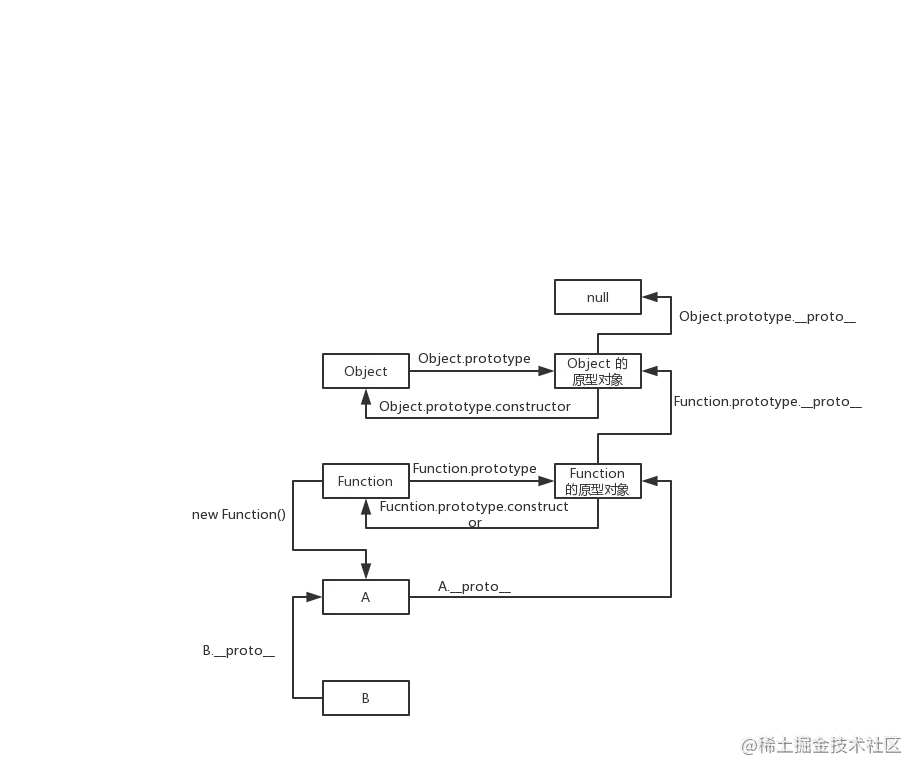 null
Object.prototype.__proto__
Object.prototype
Object
Object 的
原型对象
Object.prototype.constructor
Function.prototype.__proto__
Function.prototype
Function
Function
的原型对象
Fucntion.prototype.construct
or
new Function()
A.__proto__
A
B.__proto__
B
@稀土掘金技术社区